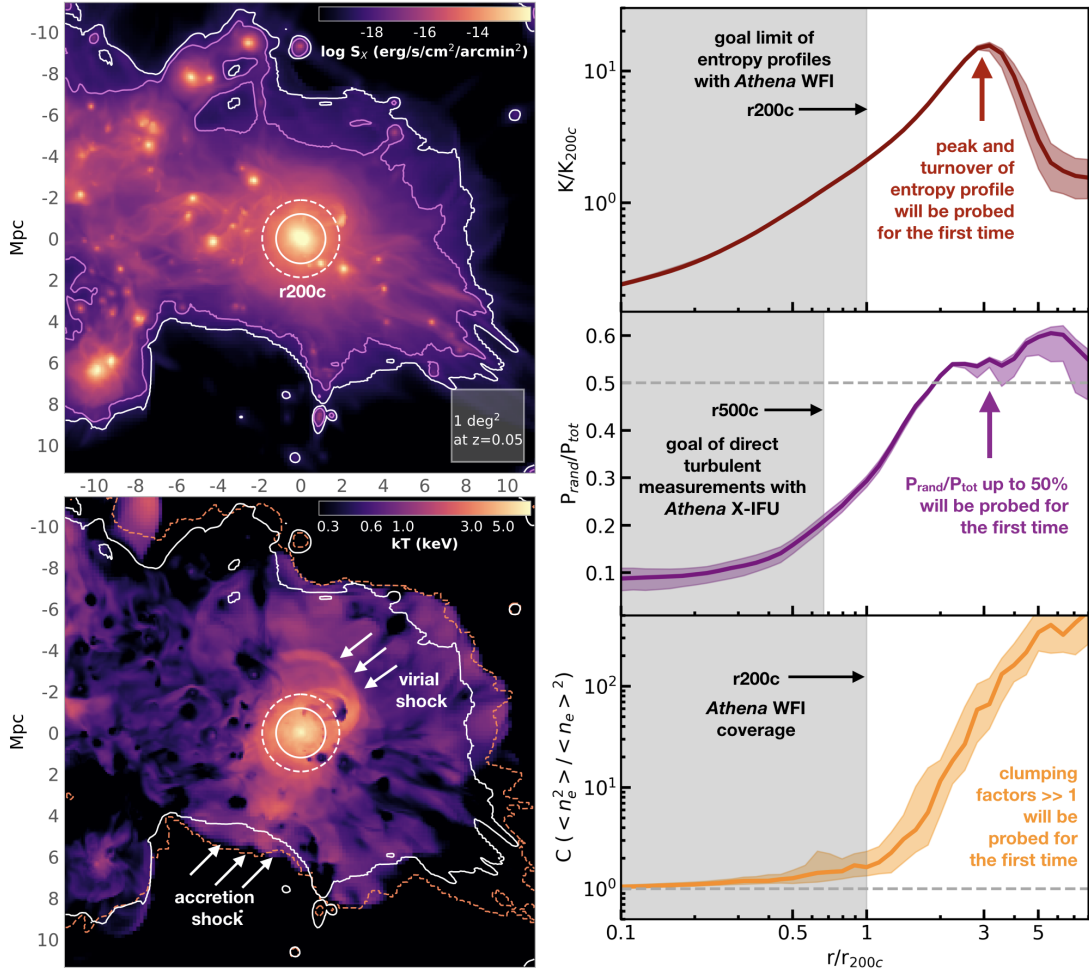 -10
-8
-6
-4
-2
0
2
4
6
8
10
Mpc
-18 -16 -14
log S_X (erg/s/cm²/arcmin²)
r200c
1 deg²
at z=0.05
-10 -8 -6 -4 -2 0 2 4 6 8 10
-10
-8
-6
-4
-2
0
2
4
6
8
10
Mpc
0.3 0.6 1.0 3.0 5.0
kT (keV)
virial
shock
accretion
shock
10¹
10⁰
K/K₂₀₀c
goal limit of
entropy profiles
with Athena WFI
r200c
peak and
turnover of
entropy profile
will be probed
for the first time
0.6
0.5
0.4
0.3
0.2
0.1
P_rand/P_tot
r500c
goal of direct
turbulent
measurements with
Athena X-IFU
P_rand/P_tot up to 50%
will be probed for
the first time
10²
10¹
10⁰
C ( < n_e² > / < n_e > ² )
r200c
Athena WFI
coverage
clumping
factors >> 1
will be
probed for
the first time
0.1 0.5 1 3 5
r/r₂₀₀c